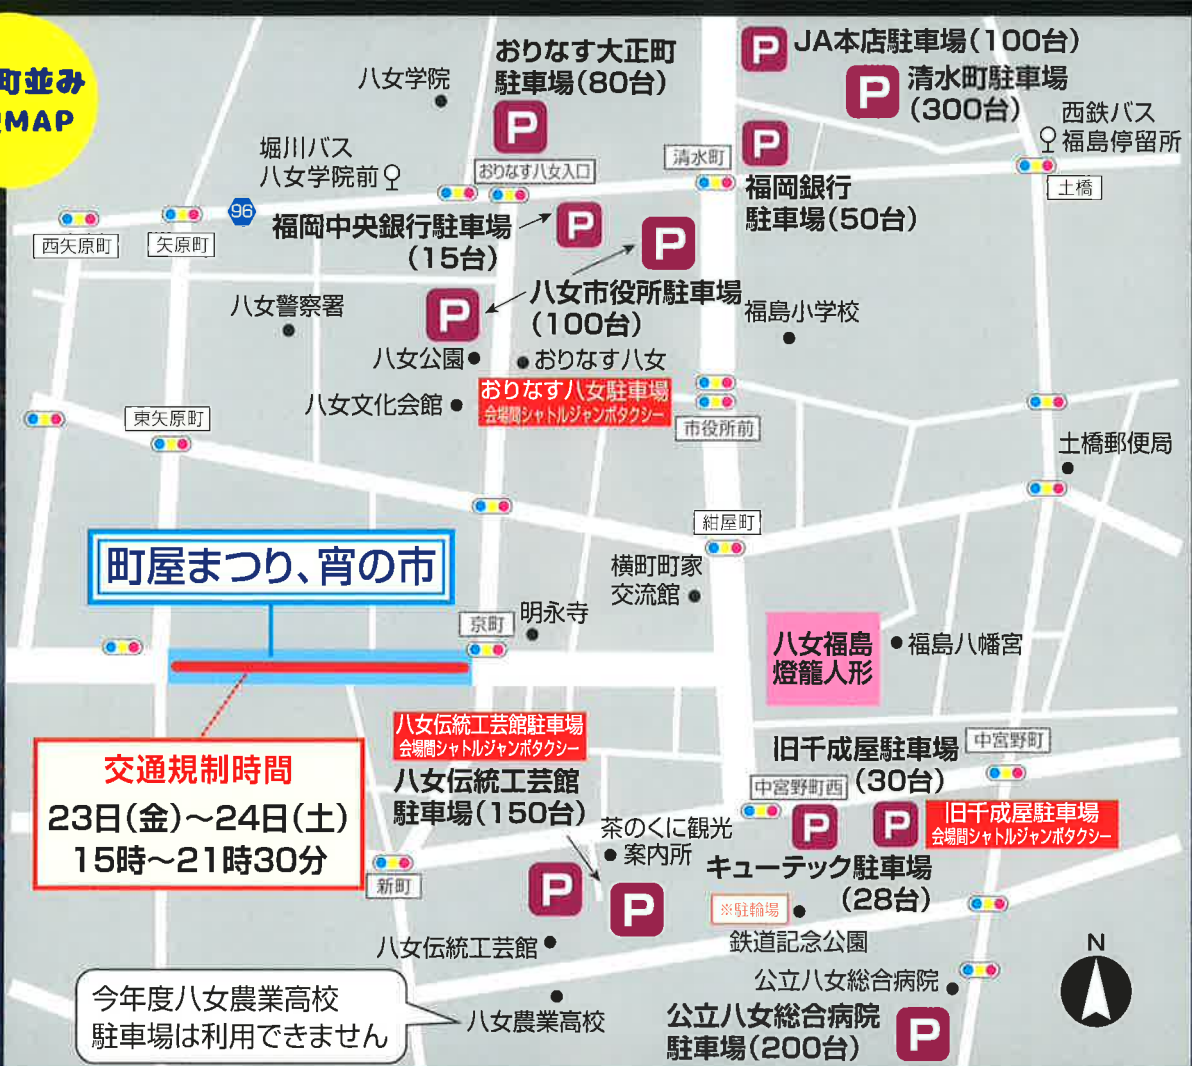 町並み
MAP
おりなす大正町
駐車場(80台)
JA本店駐車場(100台)
清水町駐車場
(300台)
八女学院
西鉄バス
福島停留所
堀川バス
八女学院前
おりなす八女入口
清水町
土橋
96
福岡銀行
駐車場(50台)
西矢原町
矢原町
福岡中央銀行駐車場
(15台)
八女市役所駐車場
(100台)
八女警察署
福島小学校
八女公園
おりなす八女
おりなす八女駐車場
会場間シャトルジャンボタクシー
八女文化会館
東矢原町
市役所前
土橋郵便局
紺屋町
町屋まつり、宵の市
横町町家
交流館
京町
明永寺
八女福島
燈籠人形
福島八幡宮
交通規制時間
23日(金)～24日(土)
15時～21時30分
八女伝統工芸館駐車場
会場間シャトルジャンボタクシー
八女伝統工芸館
駐車場(150台)
旧千成屋駐車場
(30台)
中宮野町
中宮野町西
旧千成屋駐車場
会場間シャトルジャンボタクシー
茶のくに観光
案内所
キューテック駐車場
(28台)
新町
※駐輪場
鉄道記念公園
八女伝統工芸館
公立八女総合病院
N
今年度八女農業高校
駐車場は利用できません
八女農業高校
公立八女総合病院
駐車場(200台)
P
P
P
P
P
P
P
P
P
P
P
P